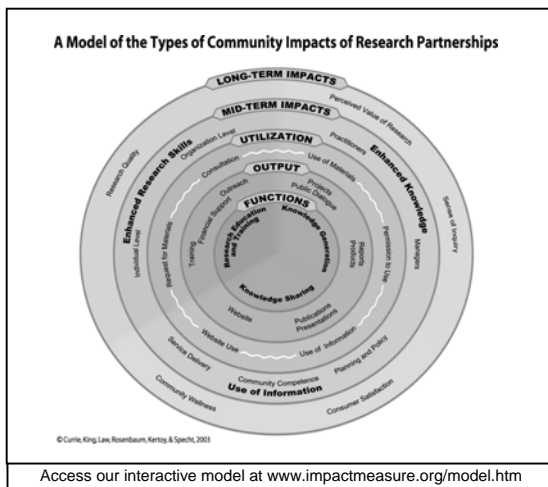 A Model of the Types of Community Impacts of Research Partnerships
LONG-TERM IMPACTS
Perceived Value of Research
Research Quality
Sense of Inquiry
Community Wellness
Consumer Satisfaction
MID-TERM IMPACTS
Enhanced Research Skills
Organization Level
Individual Level
Practitioners
Enhanced Knowledge
Managers
Service Delivery
Community Competence
Planning and Policy
Use of Information
UTILIZATION
Consultation
Use of Materials
Request for Materials
Permission to Use
Website Use
Use of Information
OUTPUT
Outreach
Financial Support
Training
Projects
Public Dialogue
Reports
Products
Website
Publications
Presentations
FUNCTIONS
Research Education
and Training
Knowledge Generation
Knowledge Sharing
© Currie, King, Law, Rosenbaum, Kertoy, & Specht, 2003
Access our interactive model at www.impactmeasure.org/model.htm